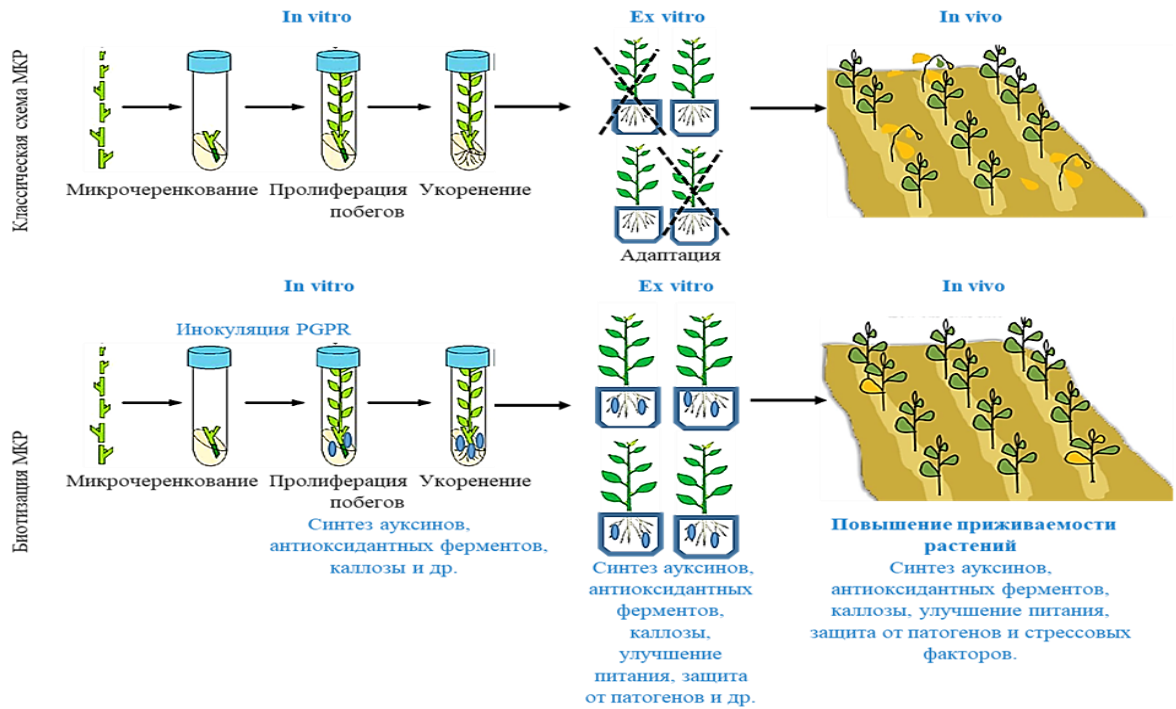 In vitro
Ex vitro
In vivo
Классическая схема МКР
Микрочеренкование
Пролиферация
побегов
Укоренение
Адаптация
In vitro
Ex vitro
In vivo
Биотизация МКР
Инокуляция PGPR
Микрочеренкование
Пролиферация
побегов
Укоренение
Синтез ауксинов,
антиоксидантных ферментов,
каллозы и др.
Синтез ауксинов,
антиоксидантных
ферментов,
каллозы,
улучшение
питания, защита
от патогенов и др.
Повышение приживаемости
растений
Синтез ауксинов,
антиоксидантных ферментов,
каллозы, улучшение питания,
защита от патогенов и стрессовых
факторов.